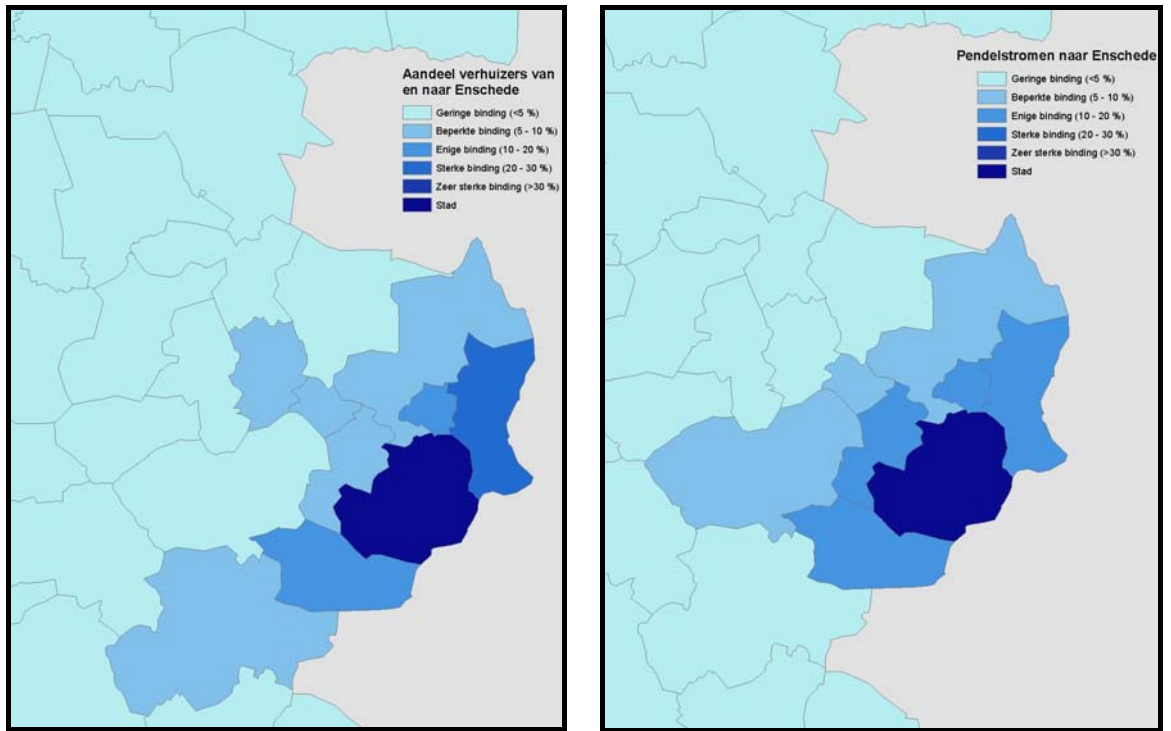 Aandeel verhuizers van
en naar Enschede
Geringe binding (<5 %)
Beperkte binding (5 - 10 %)
Enige binding (10 - 20 %)
Sterke binding (20 - 30 %)
Zeer sterke binding (>30 %)
Stad
Pendelstromen naar Enschede
Geringe binding (<5 %)
Beperkte binding (5 - 10 %)
Enige binding (10 - 20 %)
Sterke binding (20 - 30 %)
Zeer sterke binding (>30 %)
Stad